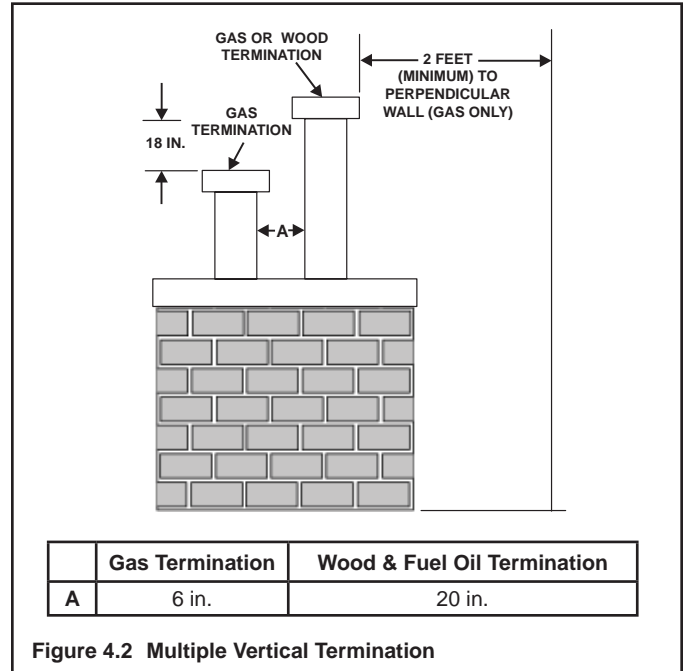 GAS OR WOOD
TERMINATION
2 FEET
(MINIMUM) TO
PERPENDICULAR
WALL (GAS ONLY)
GAS
TERMINATION
18 IN.
A
Gas Termination Wood & Fuel Oil Termination
A 6 in. 20 in.
Figure 4.2 Multiple Vertical Termination